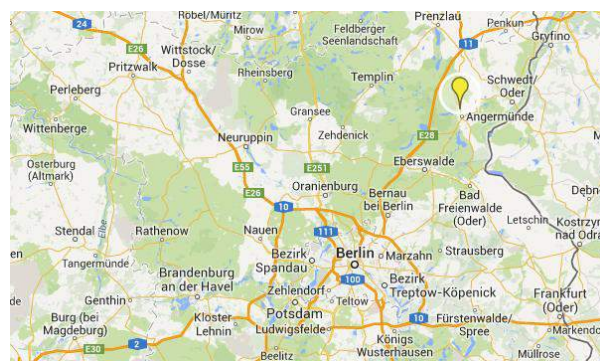 Röbel/Müritz
Mirow
Feldberger
Seenlandschaft
Prenzlau
Penkun
Gryfino
24
E26
Wittstock/
Dosse
11
Pritzwalk
Rheinsberg
Templin
Schwedt/
Oder
Perleberg
Gransee
Angermünde
Wittenberge
Neuruppin
Zehdenick
E28
Osterburg
(Altmark)
E55
E251
Eberswalde
E26
Oranienburg
Bernau
bei Berlin
Bad
Freienwalde
(Oder)
10
Letschin
Kostrzyn
nad Odrą
Stendal
Elbe
Rathenow
Nauen
111
Bezirk
Spandau
Berlin
Marzahn
Strausberg
Tangermünde
100
Bezirk
Treptow-Köpenick
Brandenburg
an der Havel
Zehlendorf
Teltow
Genthin
Potsdam
Frankfurt
(Oder)
Burg (bei
Magdeburg)
Kloster
Lehnin
Ludwigsfelde
10
Fürstenwalde/
Spree
2
Königs
Wusterhausen
E30
Beelitz
Müllrose